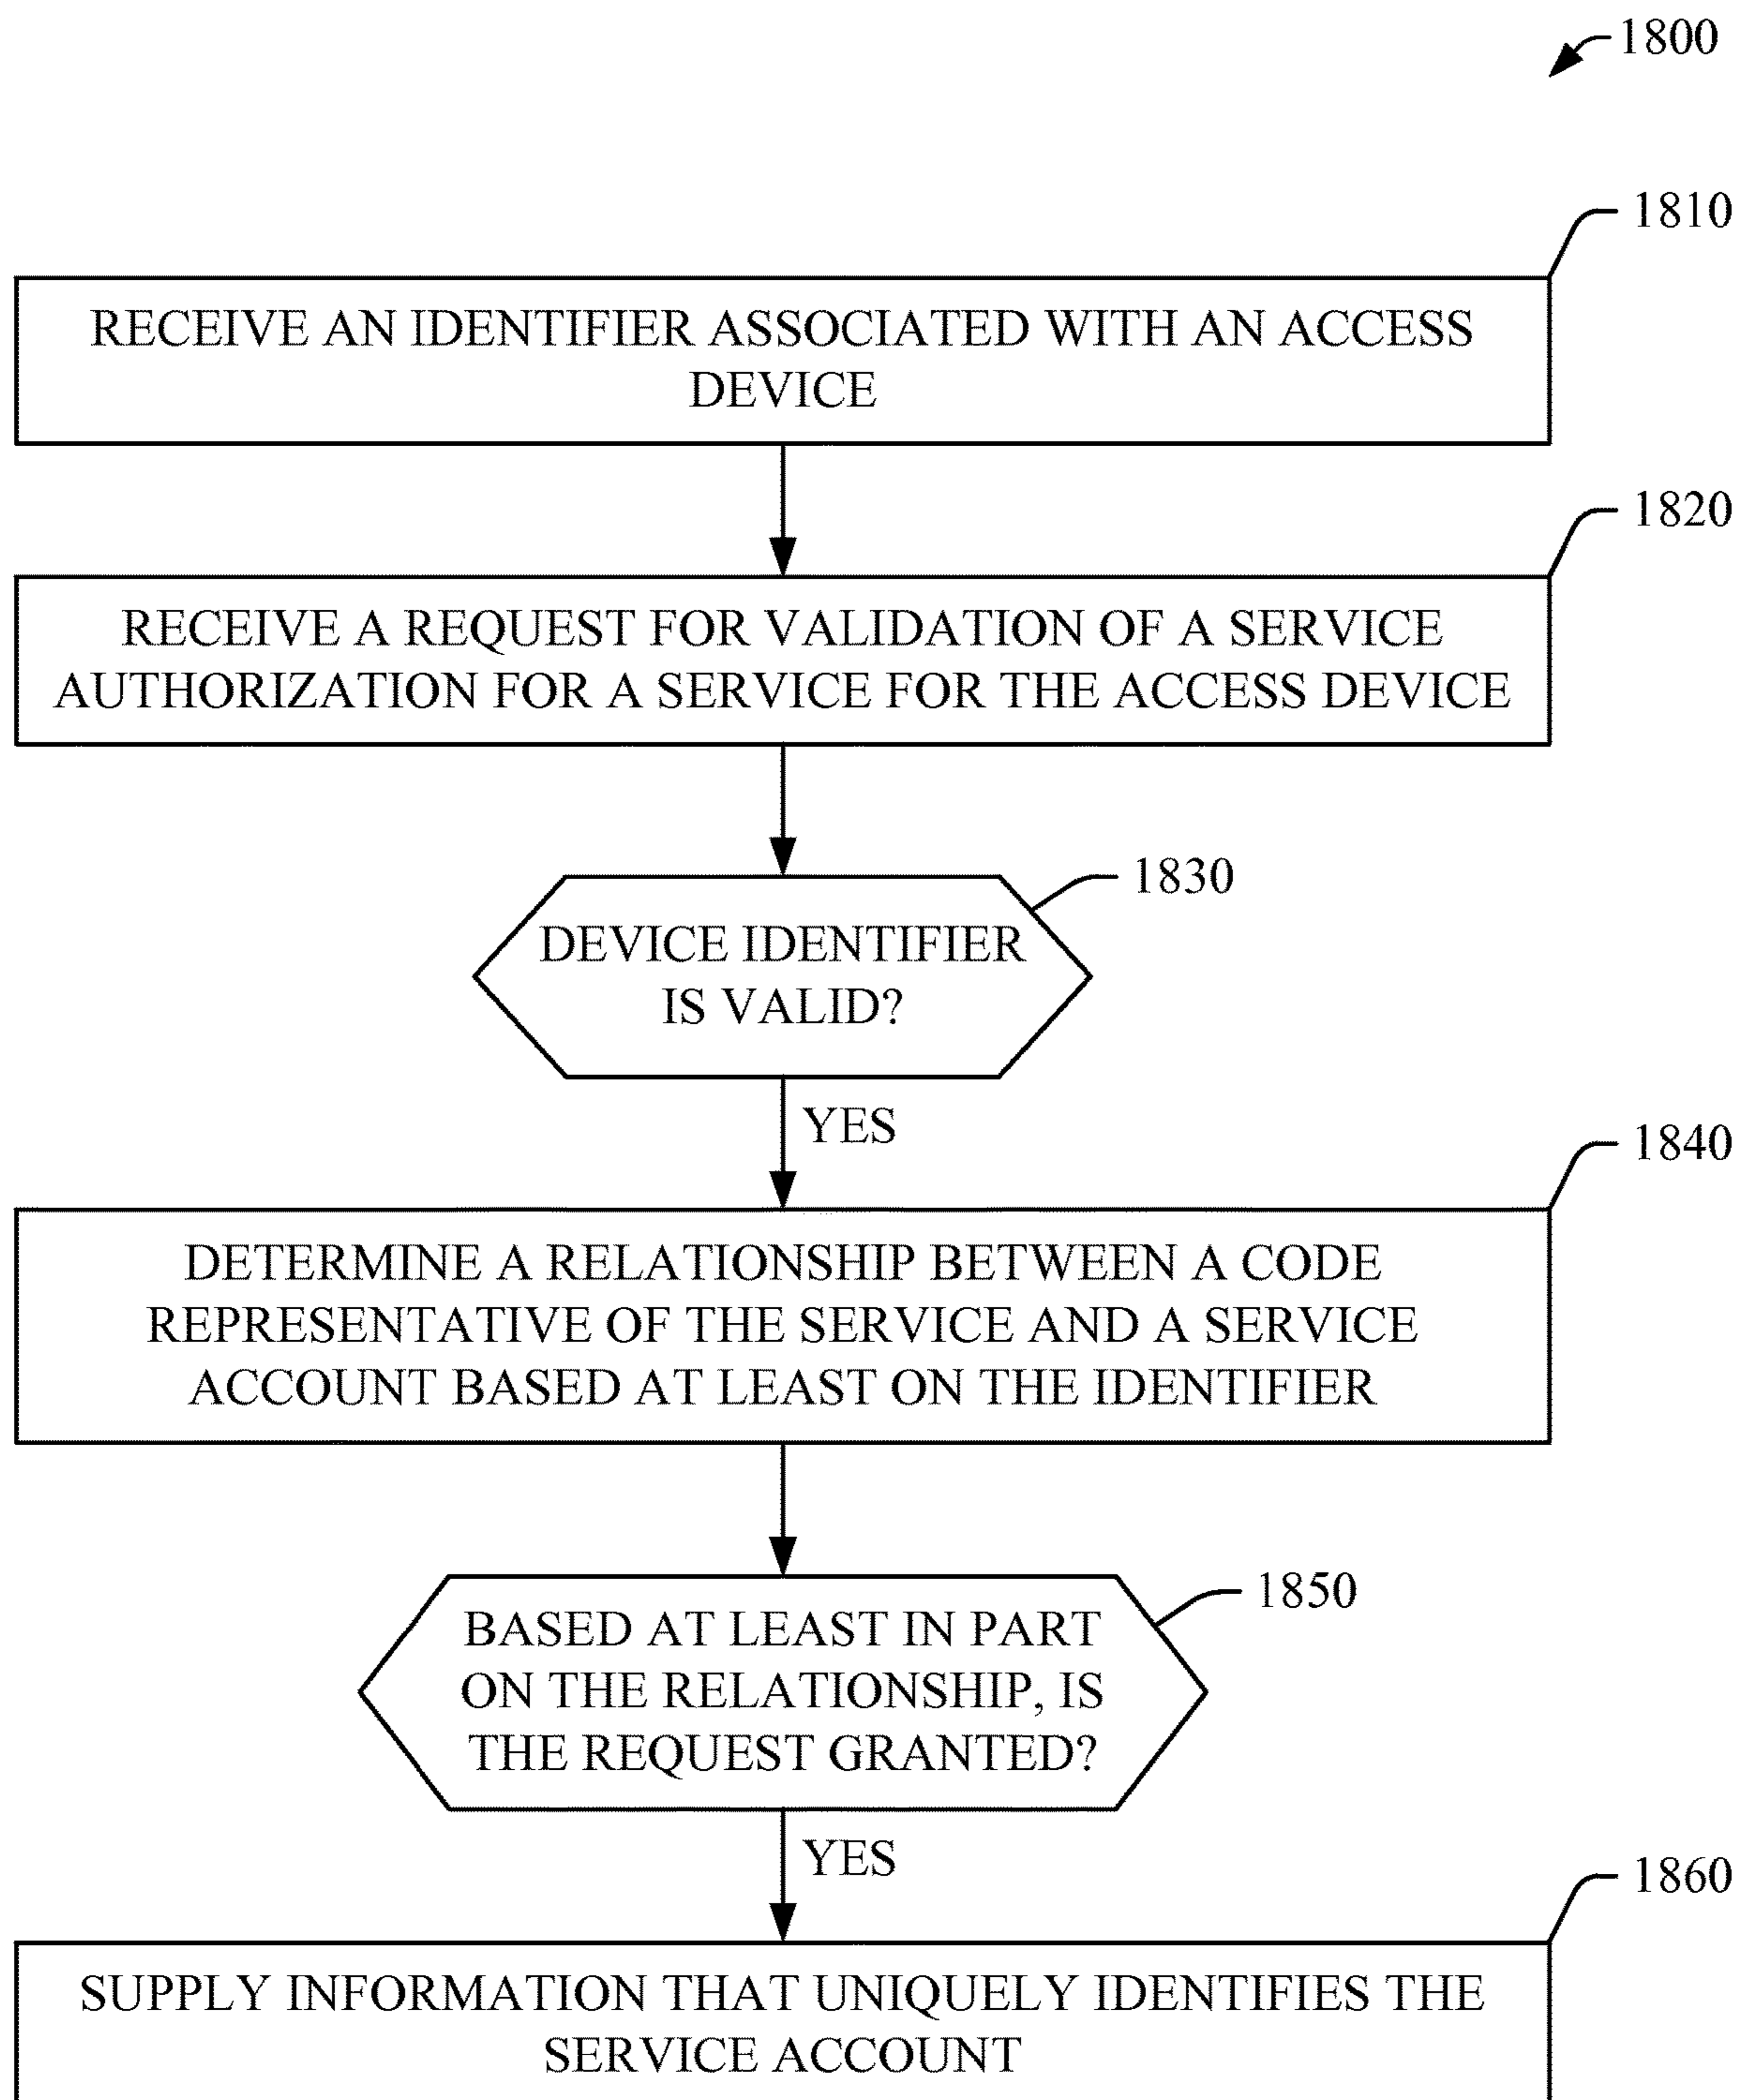 1800
1810
RECEIVE AN IDENTIFIER ASSOCIATED WITH AN ACCESS
DEVICE
1820
RECEIVE A REQUEST FOR VALIDATION OF A SERVICE
AUTHORIZATION FOR A SERVICE FOR THE ACCESS DEVICE
1830
DEVICE IDENTIFIER
IS VALID?
YES
1840
DETERMINE A RELATIONSHIP BETWEEN A CODE
REPRESENTATIVE OF THE SERVICE AND A SERVICE
ACCOUNT BASED AT LEAST ON THE IDENTIFIER
1850
BASED AT LEAST IN PART
ON THE RELATIONSHIP, IS
THE REQUEST GRANTED?
YES
1860
SUPPLY INFORMATION THAT UNIQUELY IDENTIFIES THE
SERVICE ACCOUNT